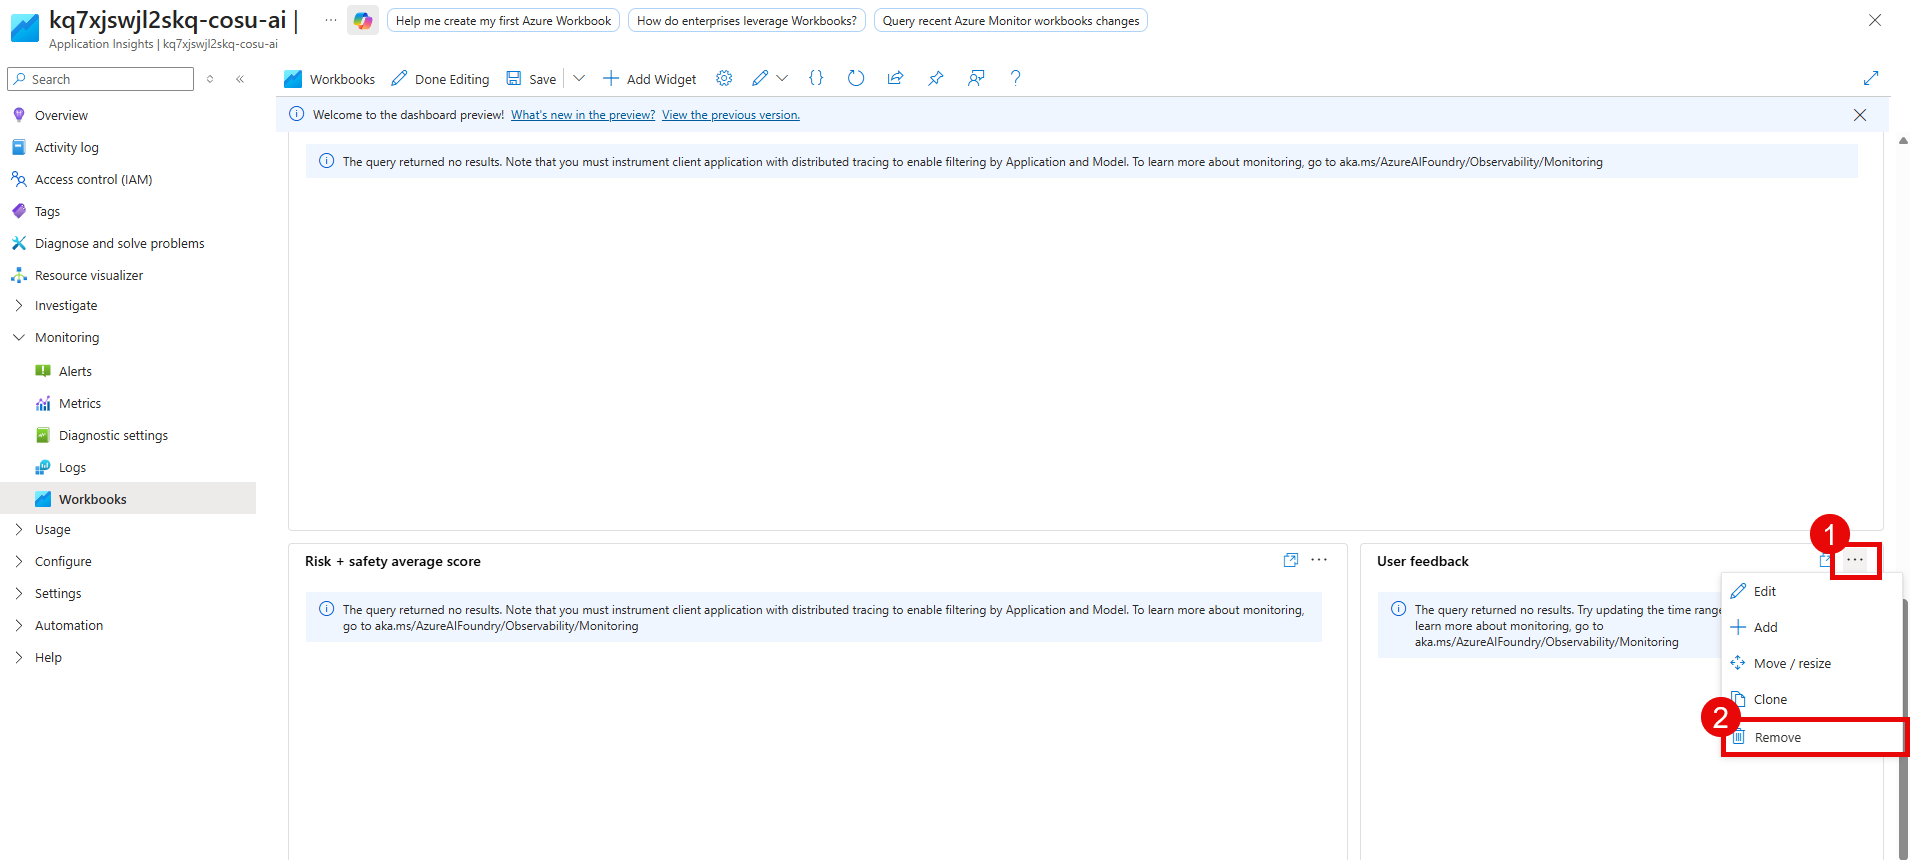 kq7xjswjl2skq-cosu-ai |
Application Insights | kq7xjswjl2skq-cosu-ai
Help me create my first Azure Workbook
How do enterprises leverage Workbooks?
Query recent Azure Monitor workbooks changes
Search
Workbooks
Done Editing
Save
Add Widget
Welcome to the dashboard preview! What's new in the preview? View the previous version.
Overview
Activity log
Access control (IAM)
Tags
Diagnose and solve problems
Resource visualizer
Investigate
Monitoring
Alerts
Metrics
Diagnostic settings
Logs
Workbooks
Usage
Configure
Settings
Automation
Help
The query returned no results. Note that you must instrument client application with distributed tracing to enable filtering by Application and Model. To learn more about monitoring, go to aka.ms/AzureAIFoundry/Observability/Monitoring
Risk + safety average score
The query returned no results. Note that you must instrument client application with distributed tracing to enable filtering by Application and Model. To learn more about monitoring,
go to aka.ms/AzureAIFoundry/Observability/Monitoring
User feedback
The query returned no results. Try updating the time range
learn more about monitoring, go to
aka.ms/AzureAIFoundry/Observability/Monitoring
1
Edit
Add
Move / resize
Clone
2
Remove